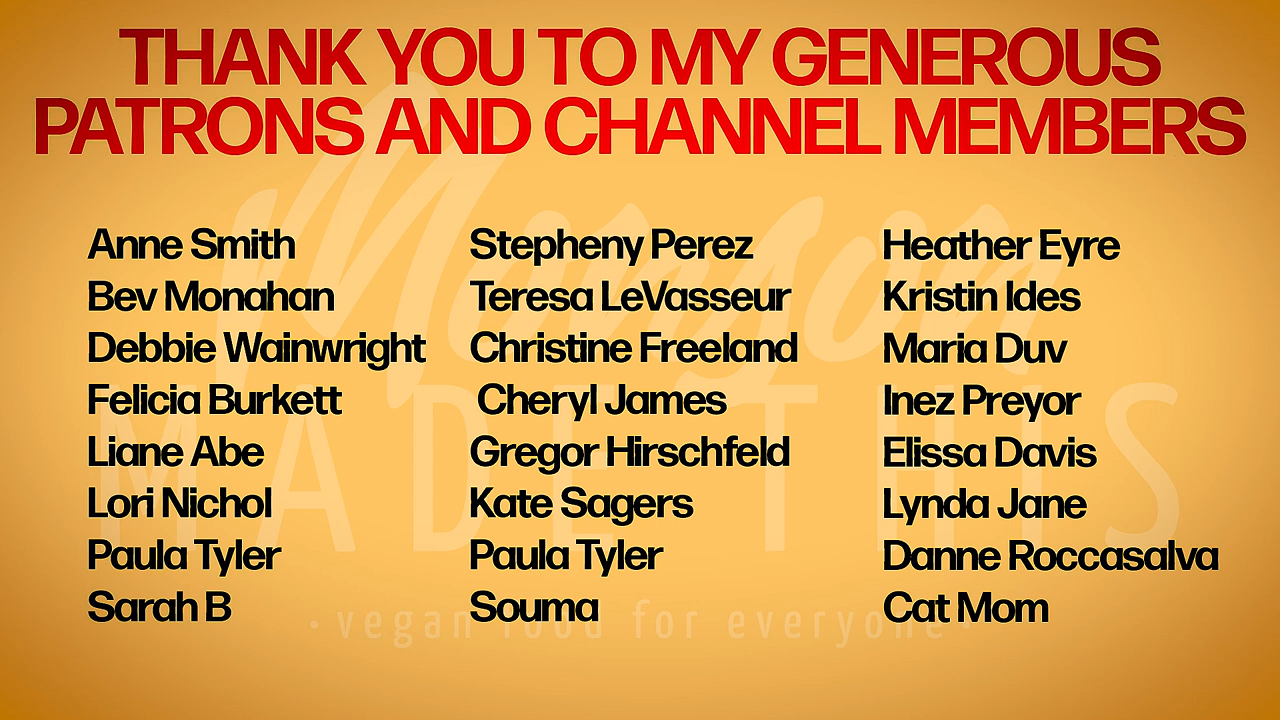 THANK YOU TO MY GENEROUS
PATRONS AND CHANNEL MEMBERS
Anne Smith
Bev Monahan
Debbie Wainwright
Felicia Burkett
Liane Abe
Lori Nichol
Paula Tyler
Sarah B
Stepheny Perez
Teresa LeVasseur
Christine Freeland
Cheryl James
Gregor Hirschfeld
Kate Sagers
Paula Tyler
Souma
Heather Eyre
Kristin Ides
Maria Duv
Inez Preyor
Elissa Davis
Lynda Jane
Danne Roccasalva
Cat Mom
Monson
MADE THIS
· vegan food for everyone ·